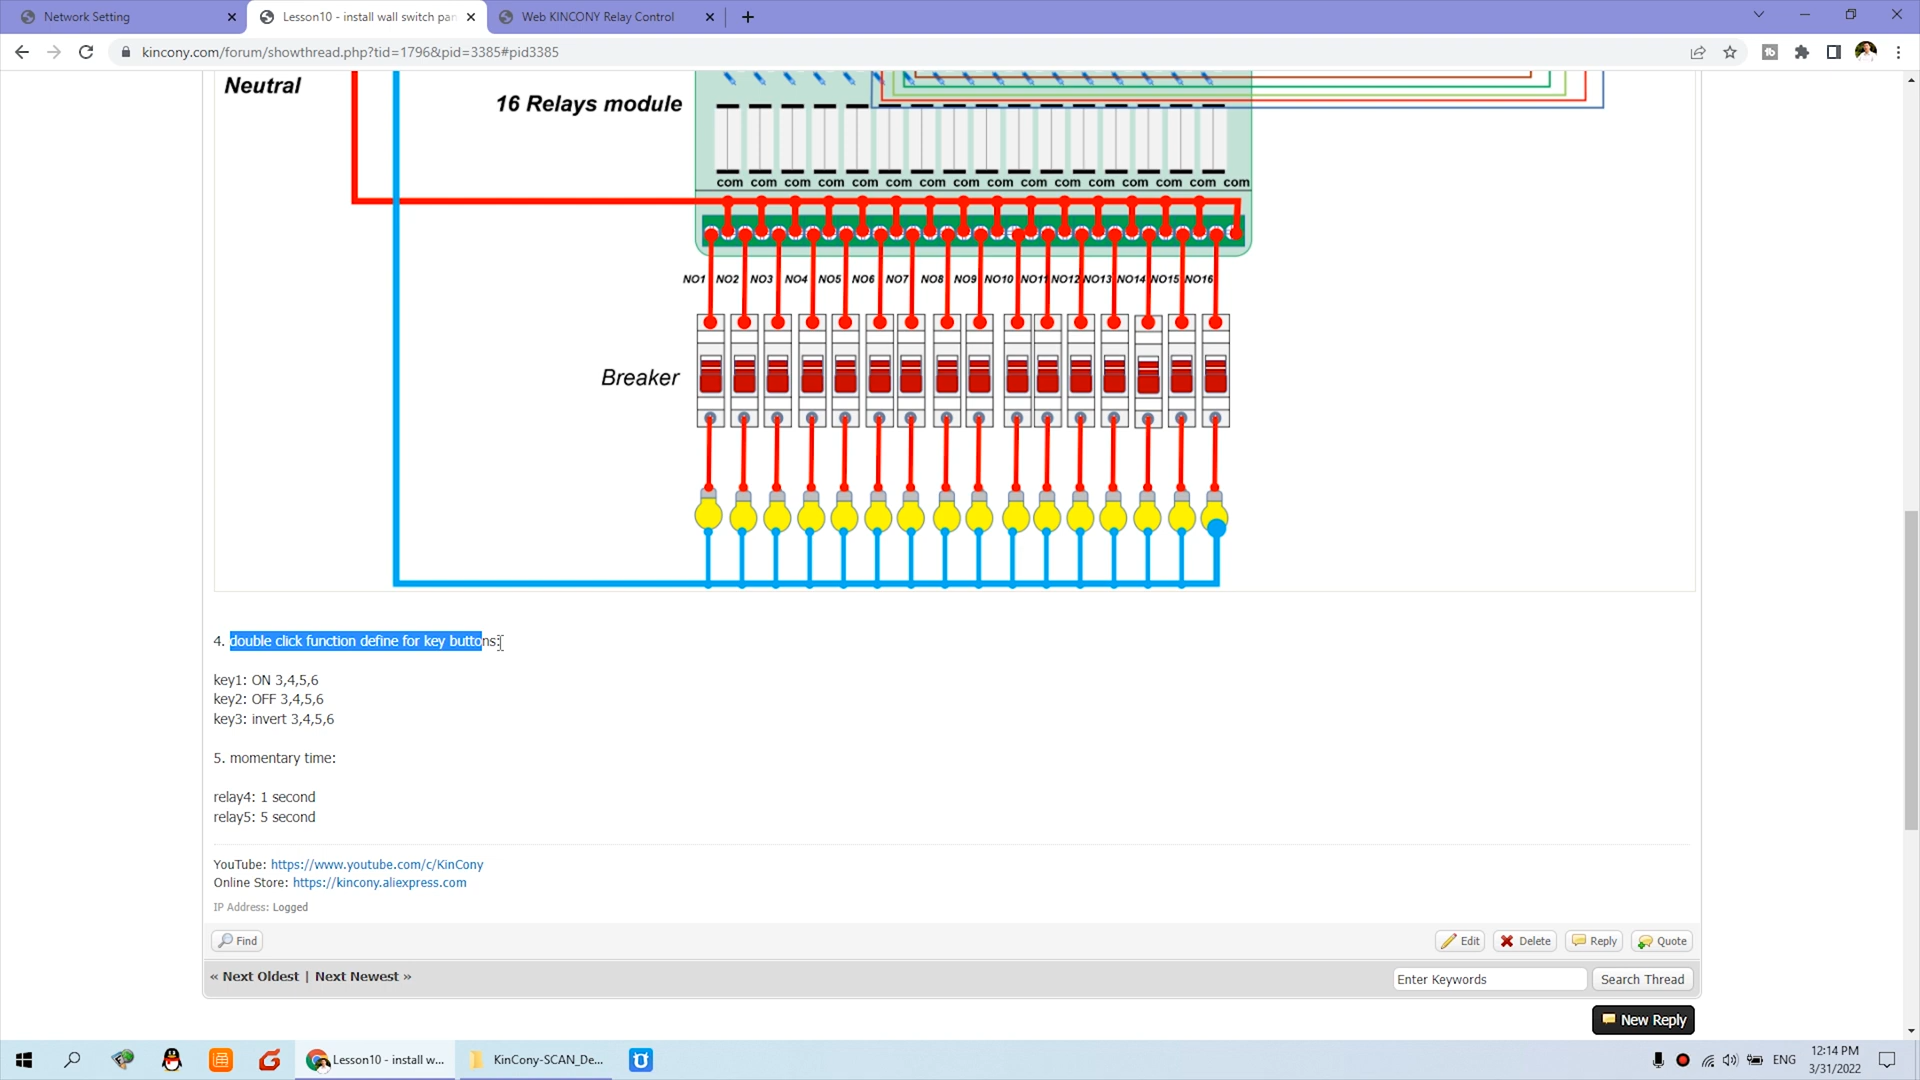 Network Setting
Lesson10 - install wall switch pan
Web KINCONY Relay Control
kincony.com/forum/showthread.php?tid=1796&pid=3385#pid3385
Neutral
16 Relays module
com com com com com com com com com com com com com com com com
NO1 NO2 NO3 NO4 NO5 NO6 NO7 NO8 NO9 NO10 NO11 NO12 NO13 NO14 NO15 NO16
Breaker
4. double click function define for key buttons:
key1: ON 3,4,5,6
key2: OFF 3,4,5,6
key3: invert 3,4,5,6
5. momentary time:
relay4: 1 second
relay5: 5 second
YouTube: https://www.youtube.com/c/KinCony
Online Store: https://kincony.aliexpress.com
IP Address: Logged
Find
Edit Delete Reply Quote
« Next Oldest | Next Newest »
Enter Keywords
Search Thread
New Reply
Lesson10 - install w...
KinCony-SCAN_De...
ENG
12:14 PM
3/31/2022